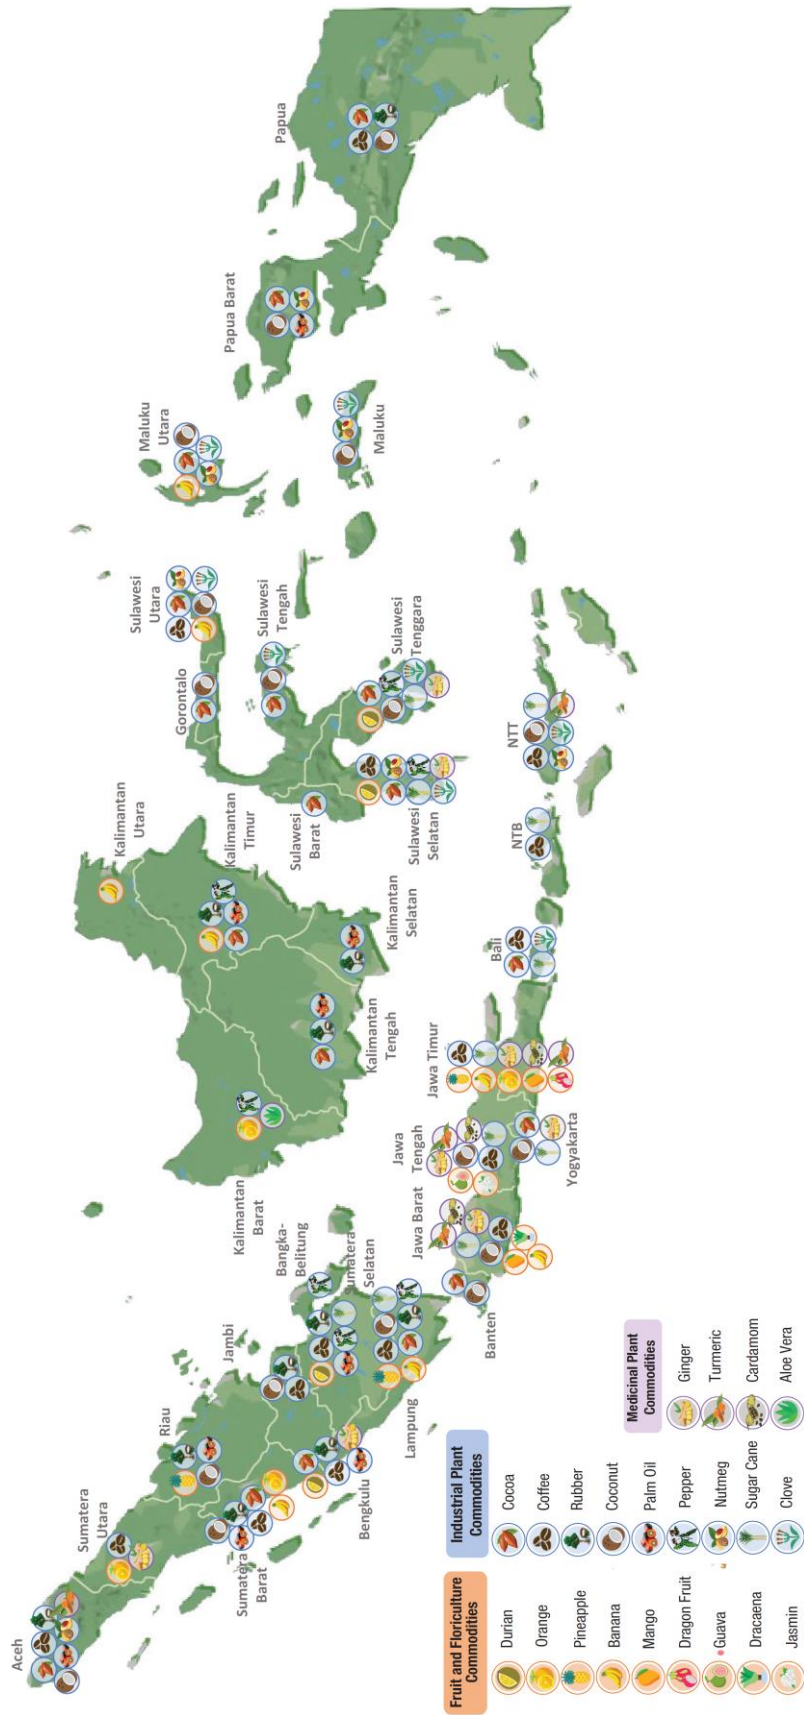 Aceh
Sumatera
Utara
Riau
Jambi
Bangka-
Belitung
Sumatera
Selatan
Sumatera
Barat
Bengkulu
Lampung
Banten
Jawa Barat
Jawa
Tengah
Yogyakarta
Jawa Timur
Bali
NTB
NTT
Kalimantan
Barat
Kalimantan
Tengah
Kalimantan
Selatan
Kalimantan
Timur
Kalimantan
Utara
Sulawesi
Barat
Sulawesi
Selatan
Sulawesi
Tenggara
Sulawesi
Tengah
Gorontalo
Sulawesi
Utara
Maluku
Utara
Maluku
Papua Barat
Papua
Fruit and Floriculture
Commodities
Durian
Orange
Pineapple
Banana
Mango
Dragon Fruit
Guava
Dracaena
Jasmin
Industrial Plant
Commodities
Cocoa
Coffee
Rubber
Coconut
Palm Oil
Pepper
Nutmeg
Sugar Cane
Clove
Medicinal Plant
Commodities
Ginger
Turmeric
Cardamom
Aloe Vera